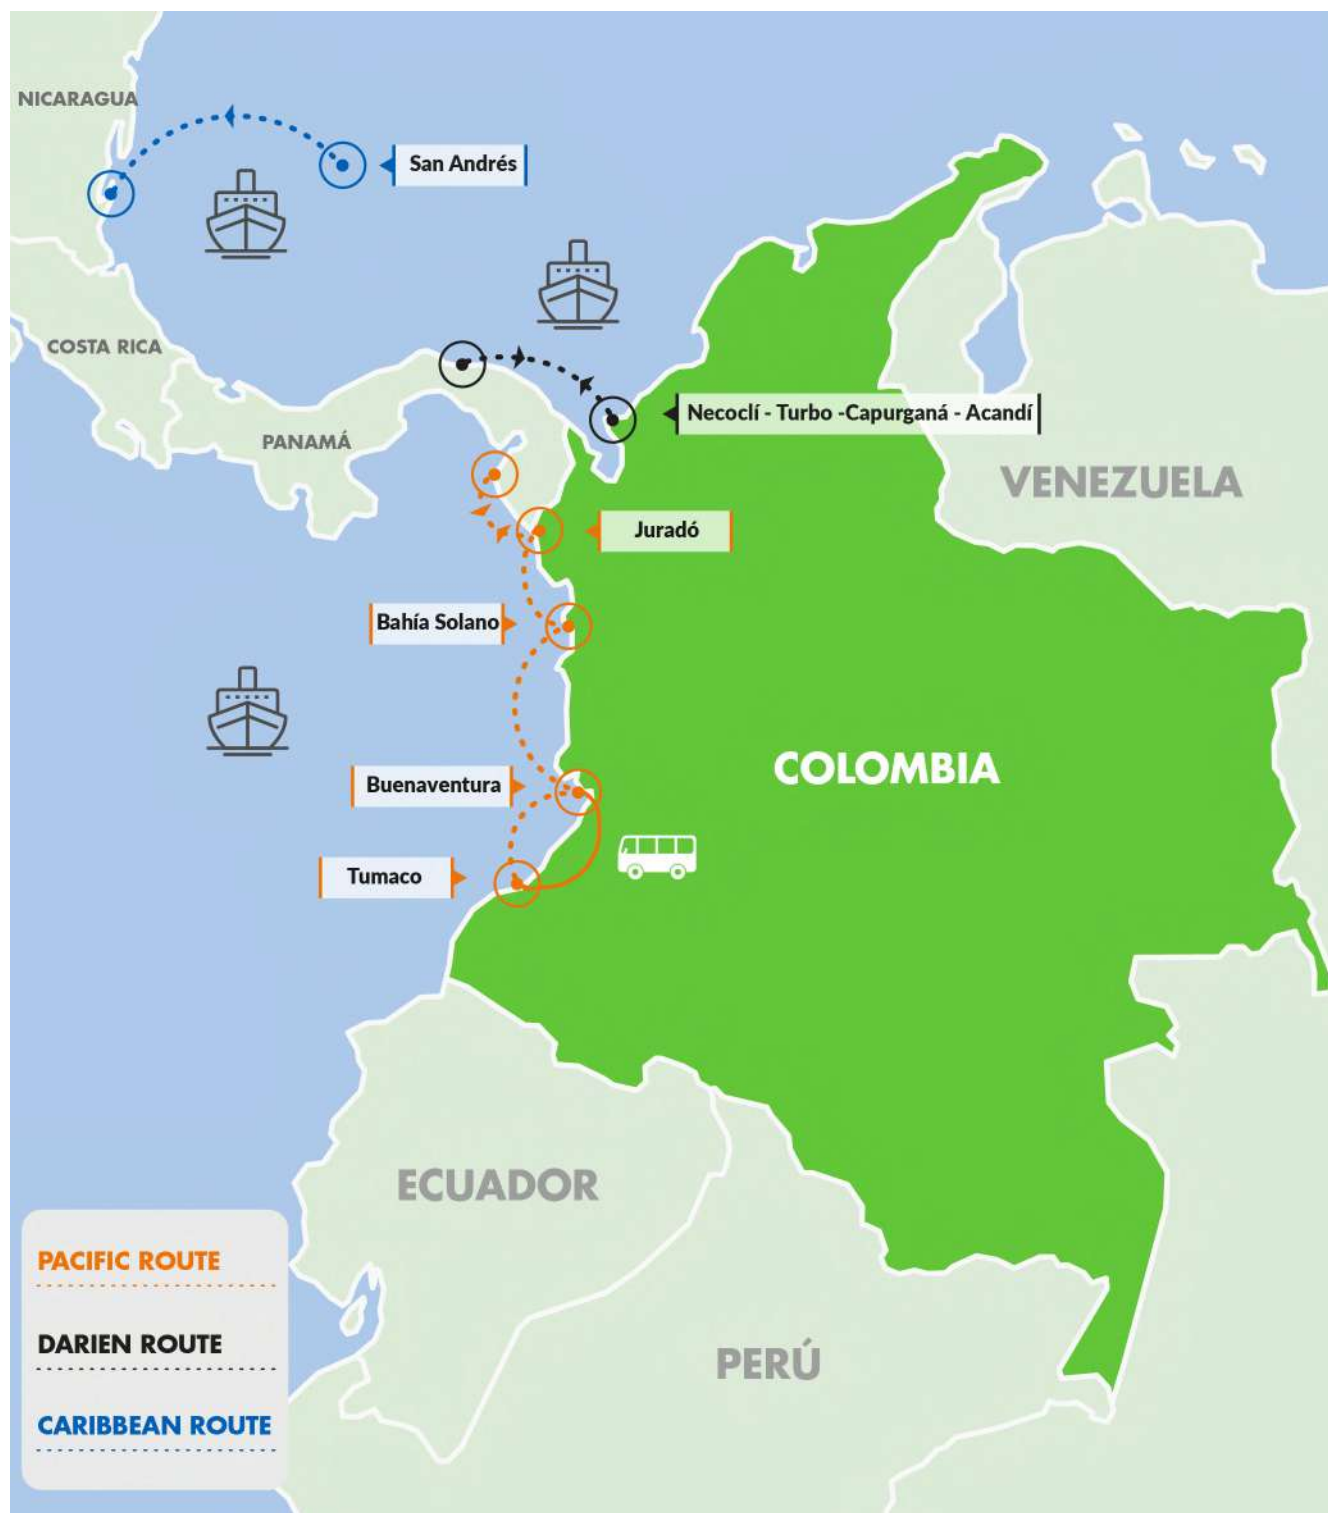 NICARAGUA
San Andrés
COSTA RICA
Necoclí - Turbo -Capurganá - Acandí
PANAMÁ
VENEZUELA
Juradó
Bahía Solano
COLOMBIA
Buenaventura
Tumaco
ECUADOR
PERÚ
PACIFIC ROUTE
DARIEN ROUTE
CARIBBEAN ROUTE